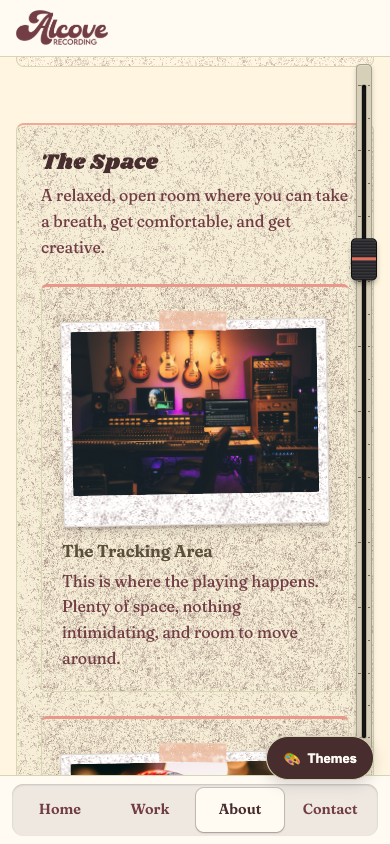 Alcove
RECORDING
The Space
A relaxed, open room where you can take
a breath, get comfortable, and get
creative.
The Tracking Area
This is where the playing happens.
Plenty of space, nothing
intimidating, and room to move
around.
🎨 Themes
Home
Work
About
Contact